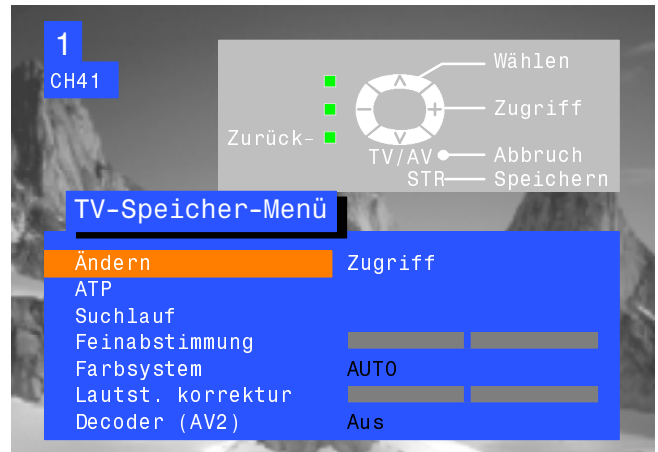 1
CH41
Wählen
Zugriff
Zurück-
TV/AV Abbruch
STR Speichern
TV-Speicher-Menü
Ändern Zugriff
ATP
Suchlauf
Feinabstimmung
Farbsystem AUTO
Lautst. korrektur
Decoder (AV2) Aus